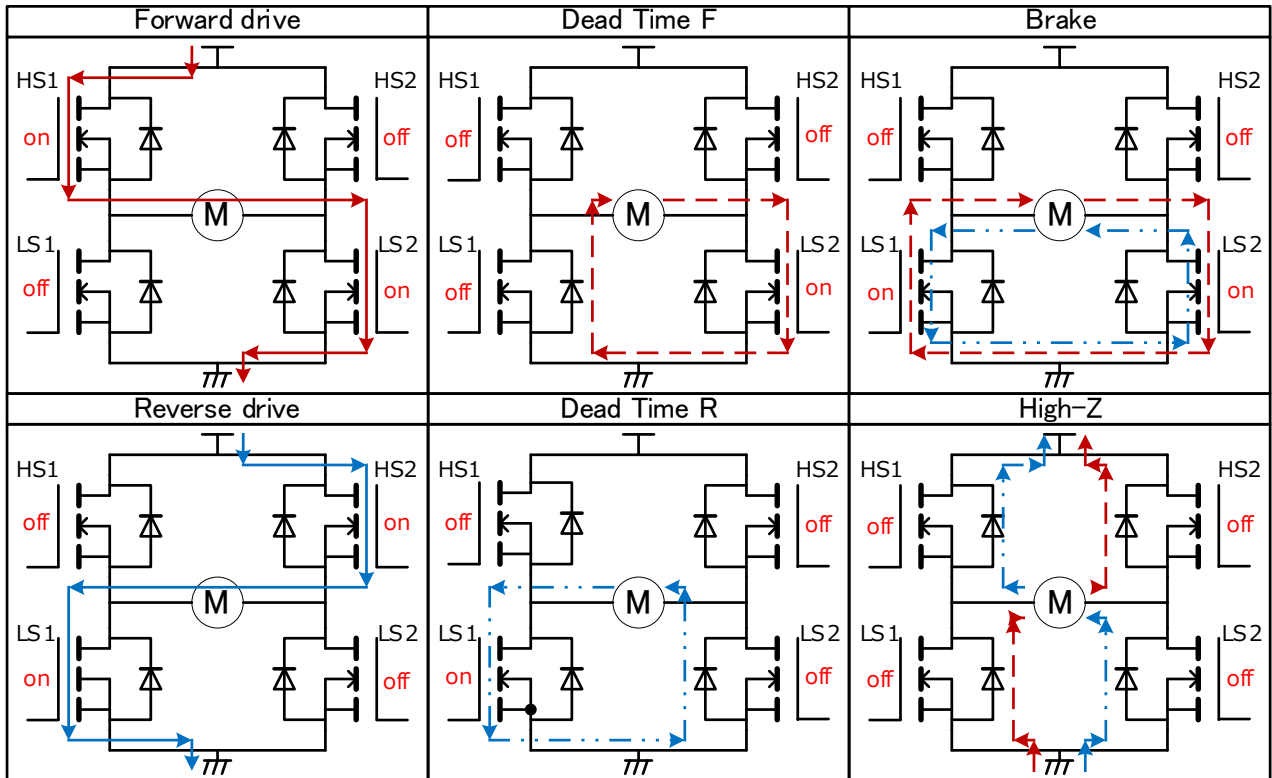 Forward drive
Dead Time F
Brake
HS1
HS2
on
off
M
LS1
LS2
off
on
HS1
HS2
off
off
M
LS1
LS2
off
on
HS1
HS2
off
off
M
LS1
LS2
on
on
Reverse drive
Dead Time R
High-Z
HS1
HS2
off
on
M
LS1
LS2
on
off
HS1
HS2
off
off
M
LS1
LS2
on
off
HS1
HS2
off
off
M
LS1
LS2
off
off